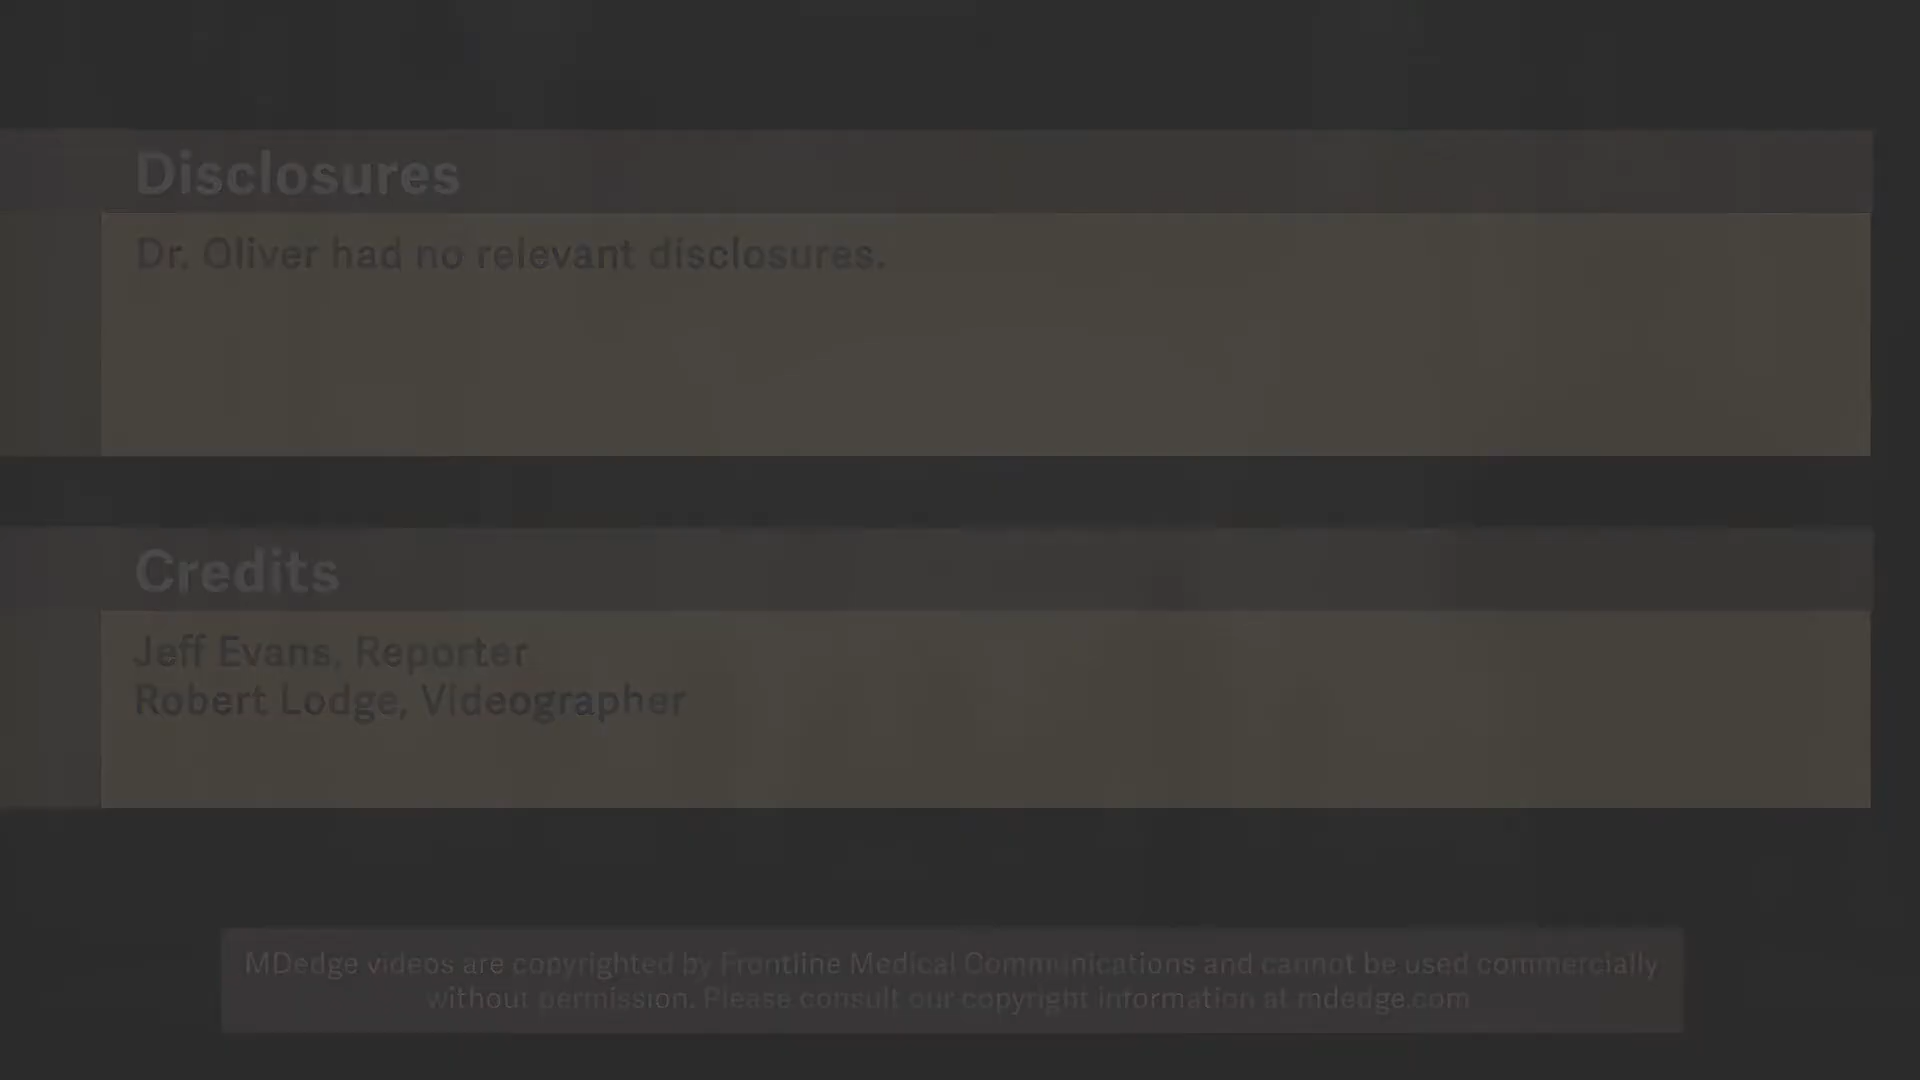 Disclosures
Dr. Oliver had no relevant disclosures.
Credits
Jeff Evans, Reporter
Robert Lodge, Videographer
MDedge videos are copyrighted by Frontline Medical Communications and cannot be used commercially
without permission. Please consult our copyright information at mdedge.com